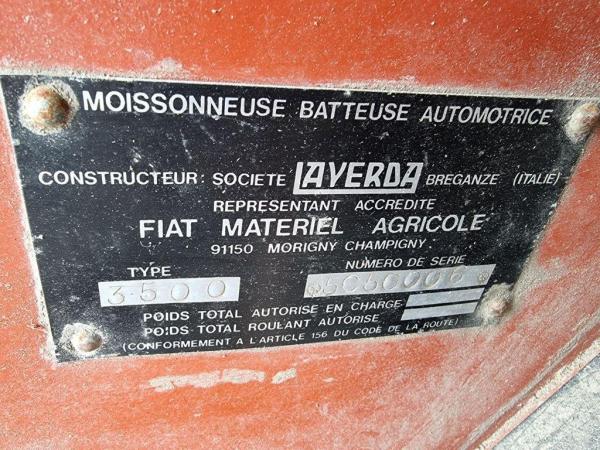 MOISSONNEUSE BATTEUSE AUTOMOTRICE
CONSTRUCTEUR: SOCIETE LAVERDA BREGANZE (ITALIE)
REPRESENTANT ACCREDITE
FIAT MATERIEL AGRICOLE
91150 MORIGNY CHAMPIGNY
TYPE NUMERO DE SERIE
3500
POIDS TOTAL AUTORISE EN CHARGE
POIDS TOTAL ROULANT AUTORISE
(CONFORMEMENT A L'ARTICLE 156 DU CODE DE LA ROUTE)